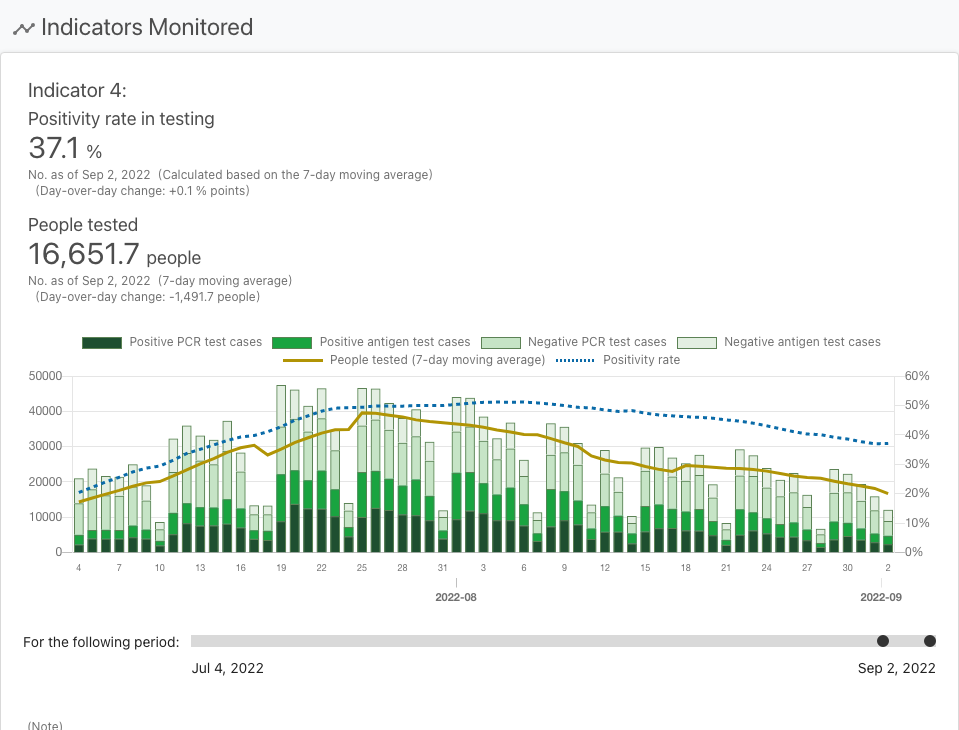 Indicators Monitored
Indicator 4:
Positivity rate in testing
37.1 %
No. as of Sep 2, 2022 (Calculated based on the 7-day moving average)
(Day-over-day change: +0.1 % points)
People tested
16,651.7 people
No. as of Sep 2, 2022 (7-day moving average)
(Day-over-day change: -1,491.7 people)
Positive PCR test cases Positive antigen test cases Negative PCR test cases Negative antigen test cases
People tested (7-day moving average) Positivity rate
50000 60%
40000 50%
30000 40%
20000 30%
10000 20%
0 10%
0%
4 7 10 13 16 19 22 25 28 31 3 6 9 12 15 18 21 24 27 30 2
2022-08 2022-09
For the following period:
Jul 4, 2022 Sep 2, 2022
(Note)